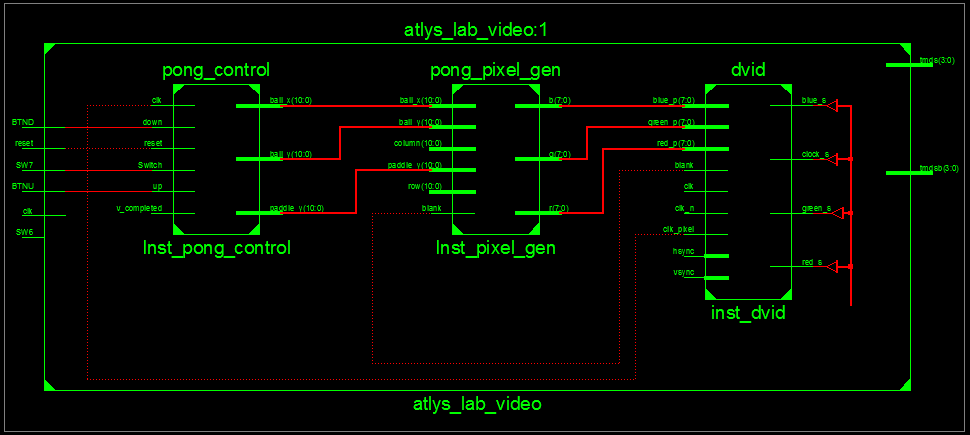 atlys_lab_video:1
pong_control
pong_pixel_gen
dvid
tmds(3:0)
clk
ball_x(10:0)
ball_x(10:0)
b(7:0)
blue_p(7:0)
blue_s
BTND
down
ball_y(10:0)
green_p(7:0)
reset
reset
column(10:0)
red_p(7:0)
ball_y(10:0)
g(7:0)
clock_s
SW7
Switch
paddle_y(10:0)
blank
tmdsb(3:0)
BTNU
up
row(10:0)
clk
clk
v_completed
paddle_y(10:0)
blank
r(7:0)
clk_n
green_s
SW6
clk_pixel
Inst_pong_control
Inst_pixel_gen
hsync
red_s
vsync
inst_dvid
atlys_lab_video